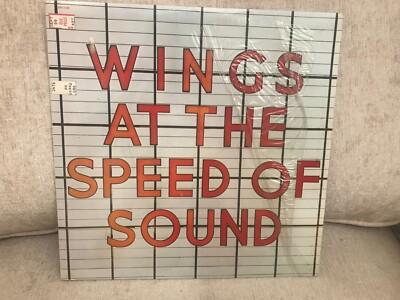 WINGS
AT THE
SPEED OF
SOUND